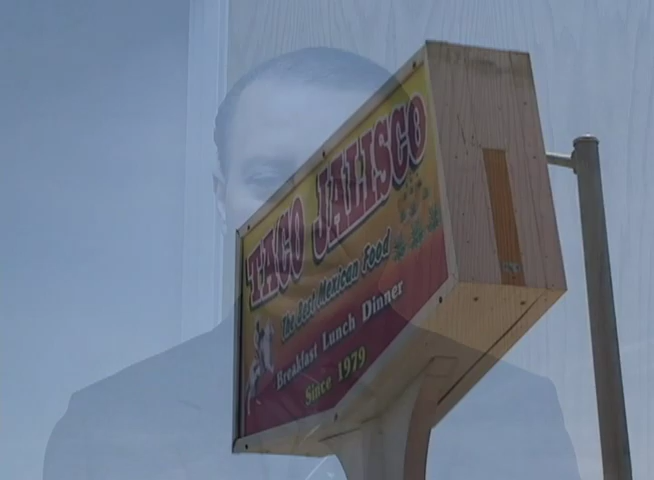 TACO JALISCO
The Best Mexican Food
Breakfast Lunch Dinner
Since 1979